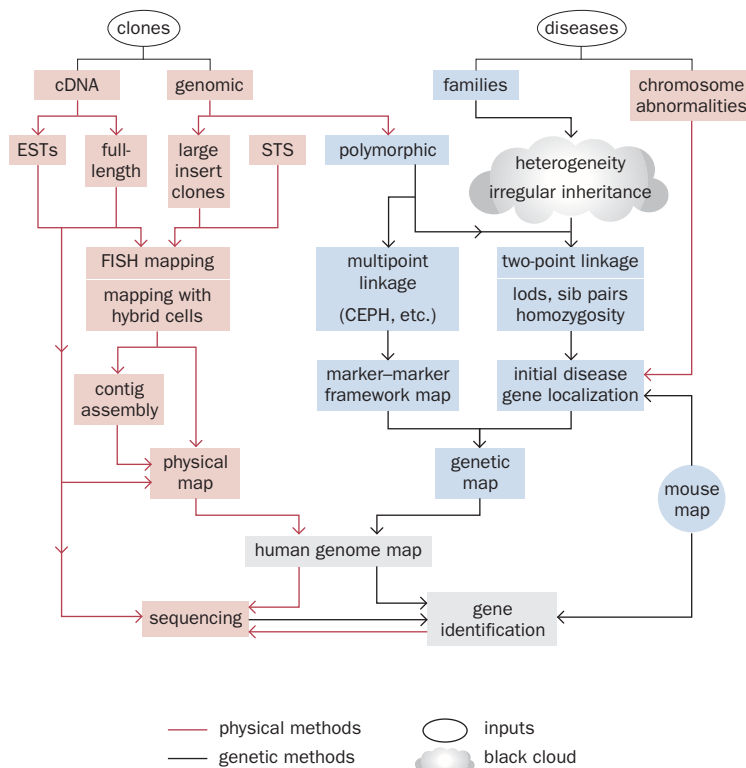 clones
diseases
cDNA
genomic
families
chromosome
abnormalities
ESTs
full-
length
large
insert
clones
STS
polymorphic
heterogeneity
irregular inheritance
FISH mapping
mapping with
hybrid cells
multipoint
linkage
(CEPH, etc.)
two-point linkage
lods, sib pairs
homozygosity
contig
assembly
marker–marker
framework map
initial disease
gene localization
physical
map
genetic
map
mouse
map
human genome map
sequencing
gene
identification
physical methods
inputs
genetic methods
black cloud